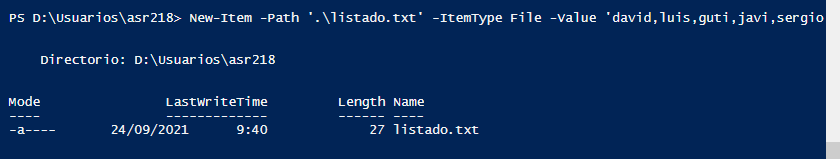 PS D:\Usuarios\asr218> New-Item -Path '.\listado.txt' -ItemType File -Value 'david,luis,guti,javi,sergio
Directorio: D:\Usuarios\asr218
Mode LastWriteTime Length Name
---- ------------- ------ ----
-a---- 24/09/2021 9:40 27 listado.txt